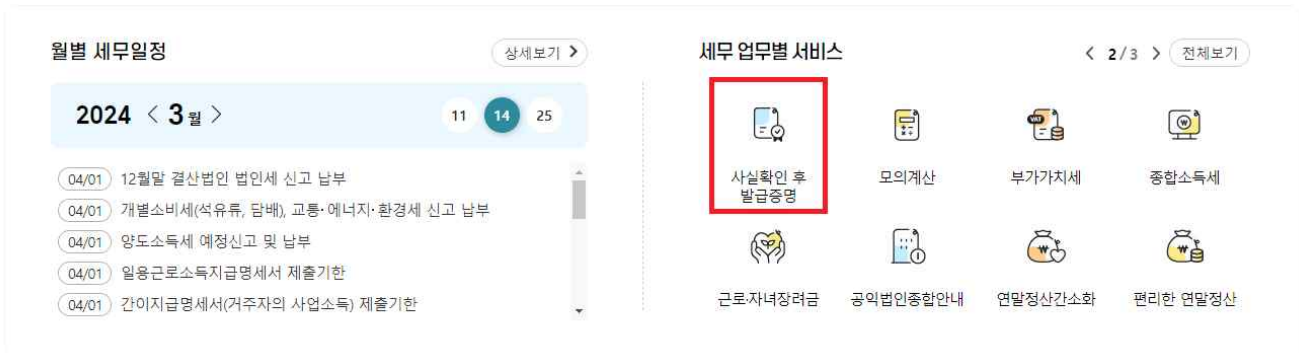 월별 세무일정
상세보기 >
2024 < 3월 >
11 14 25
04/01 12월말 결산법인 법인세 신고 납부
04/01 개별소비세(석유류, 담배), 교통·에너지·환경세 신고 납부
04/01 양도소득세 예정신고 및 납부
04/01 일용근로소득지급명세서 제출기한
04/01 간이지급명세서(거주자의 사업소득) 제출기한
세무 업무별 서비스
< 2/3 > 전체보기
사실확인 후
발급증명
모의계산
부가가치세
VAT
종합소득세
근로·자녀장려금
공익법인종합안내
연말정산간소화
편리한 연말정산